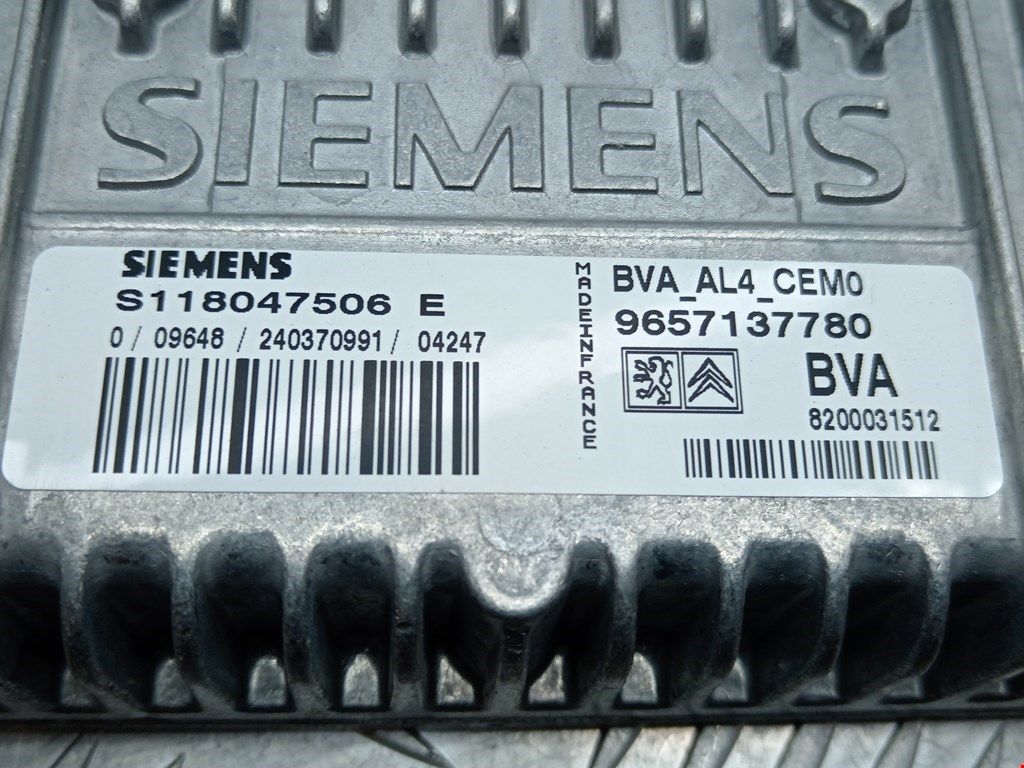 SIEMENS
SIEMENS
S118047506 E
0 / 09648 / 240370991 / 04247
MADEINFRANCE
BVA_AL4_CEM0
9657137780
BVA
8200031512